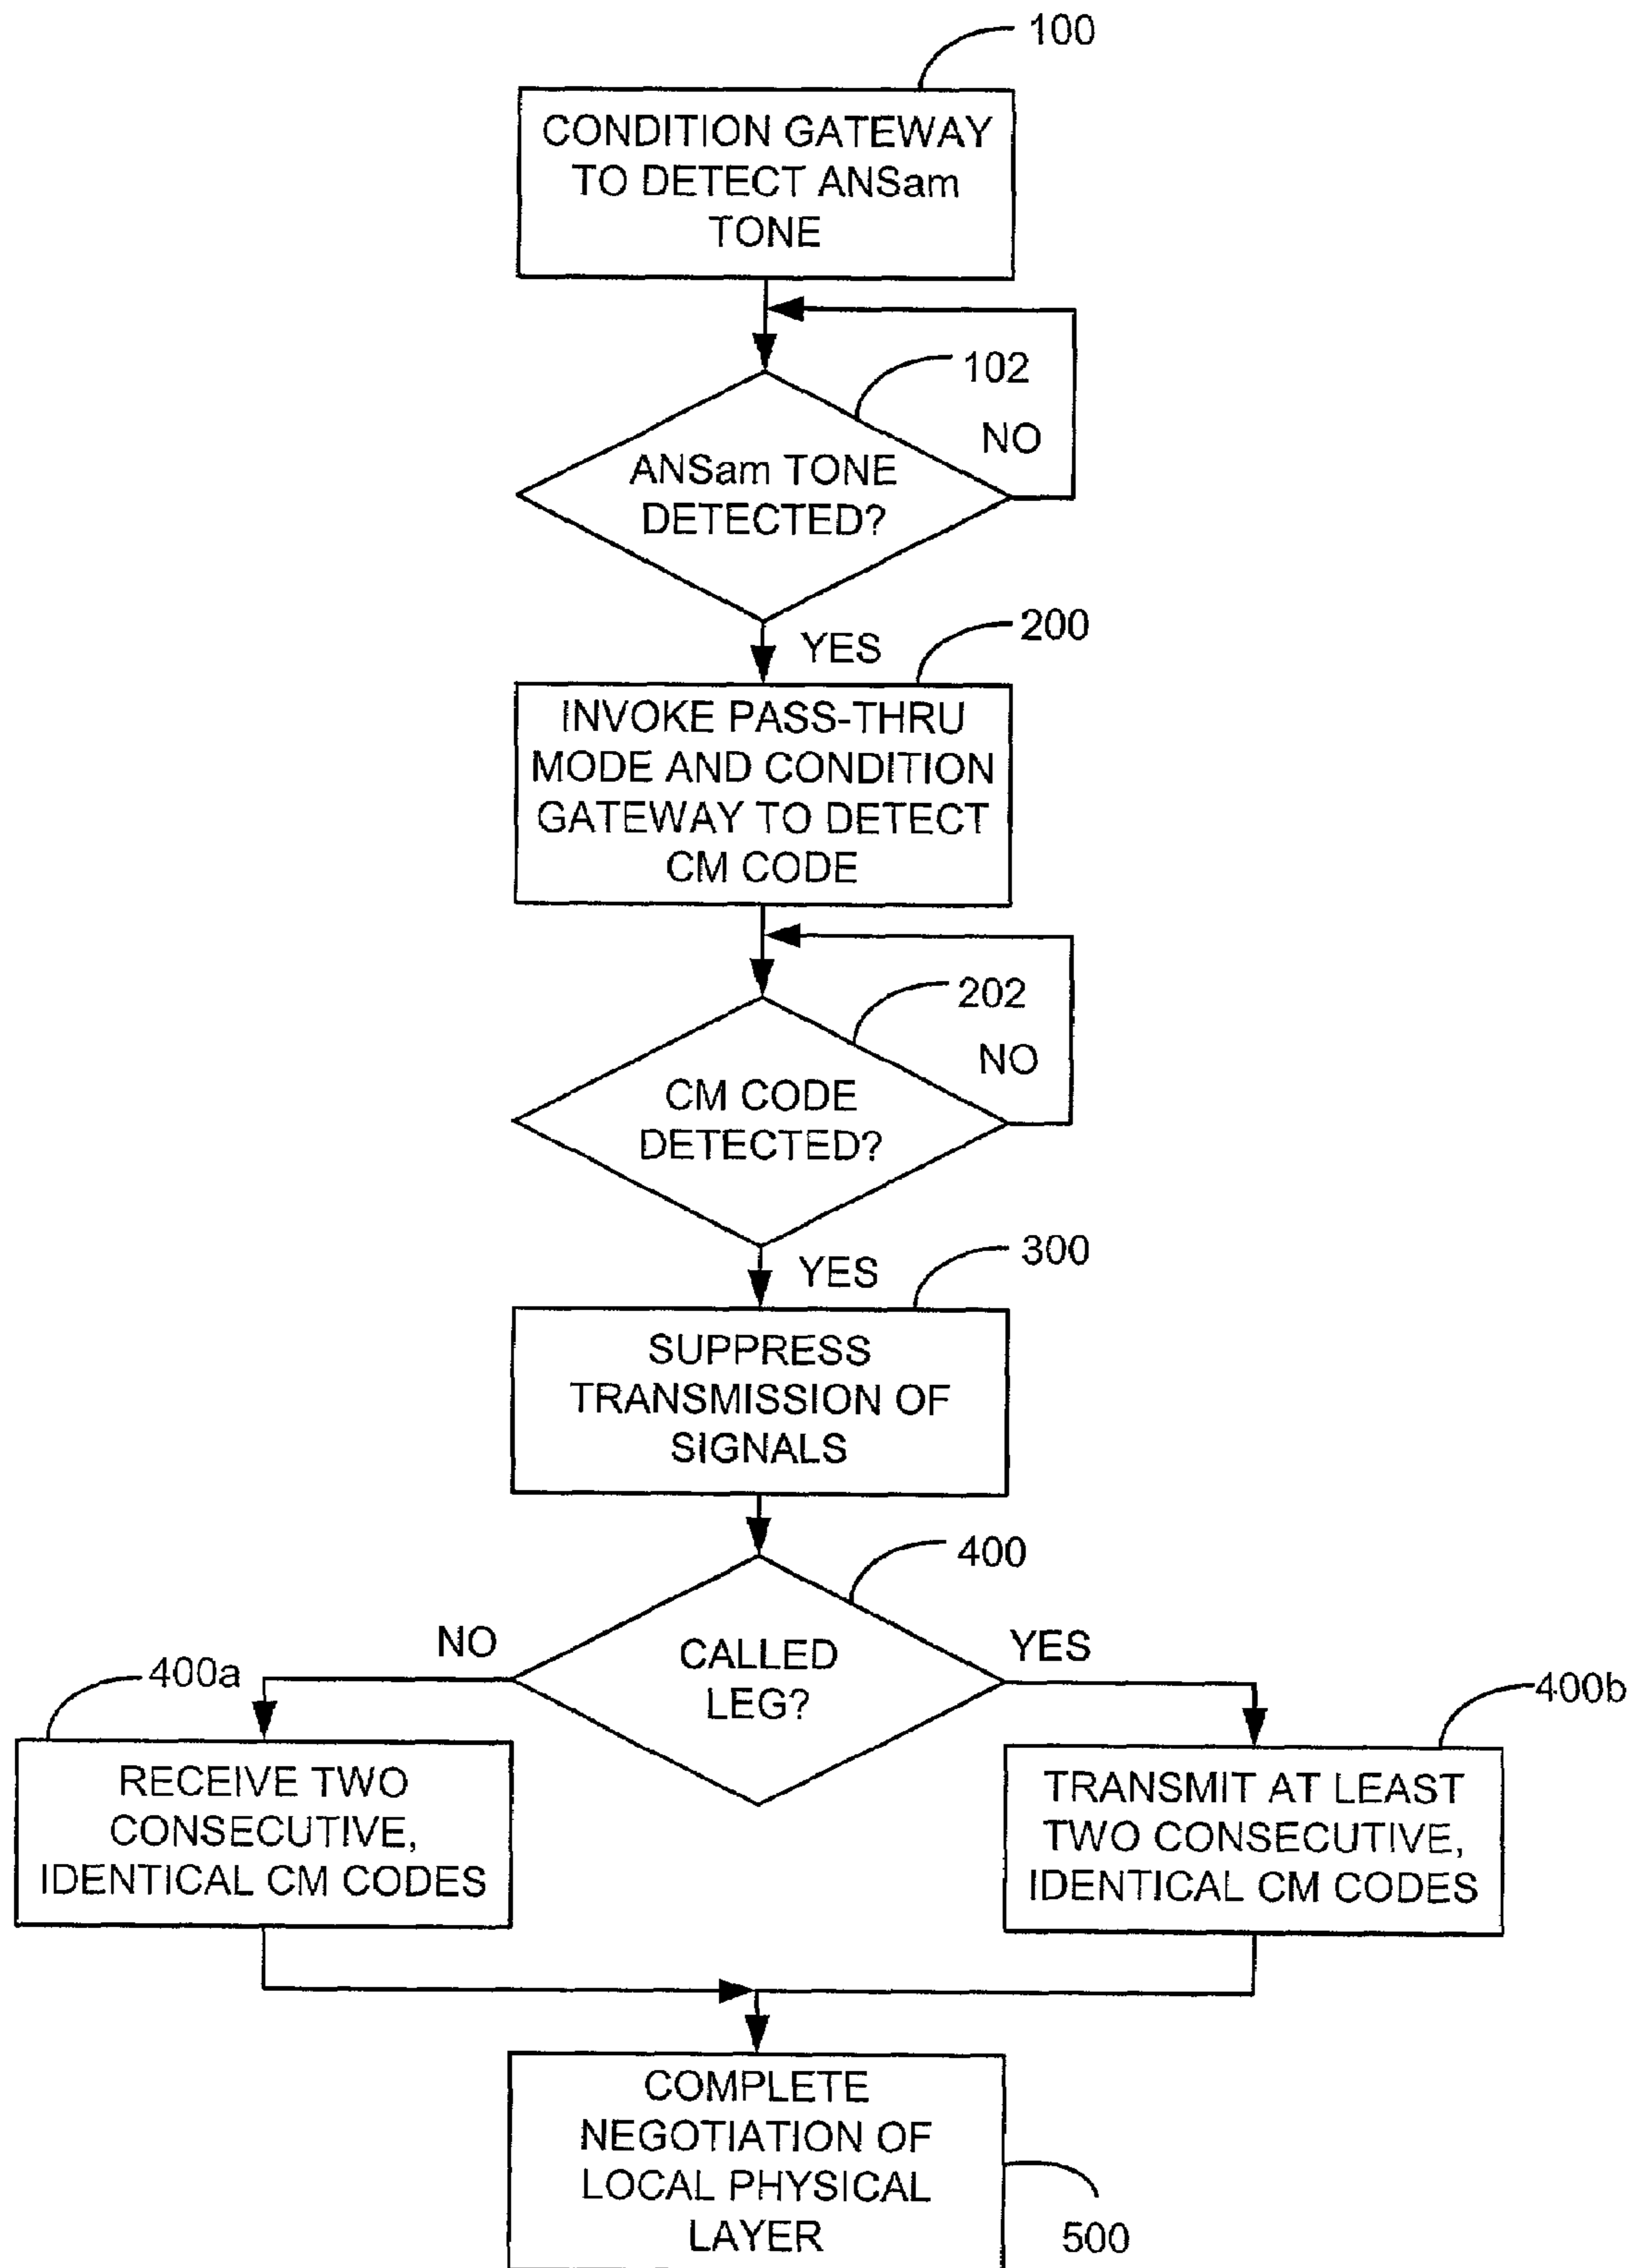 100
CONDITION GATEWAY
TO DETECT ANSam
TONE
102
NO
ANSam TONE
DETECTED?
YES
200
INVOKE PASS-THRU
MODE AND CONDITION
GATEWAY TO DETECT
CM CODE
202
NO
CM CODE
DETECTED?
YES
300
SUPPRESS
TRANSMISSION OF
SIGNALS
400
NO
CALLED
LEG?
YES
400a
RECEIVE TWO
CONSECUTIVE,
IDENTICAL CM CODES
400b
TRANSMIT AT LEAST
TWO CONSECUTIVE,
IDENTICAL CM CODES
COMPLETE
NEGOTIATION OF
LOCAL PHYSICAL
LAYER
500